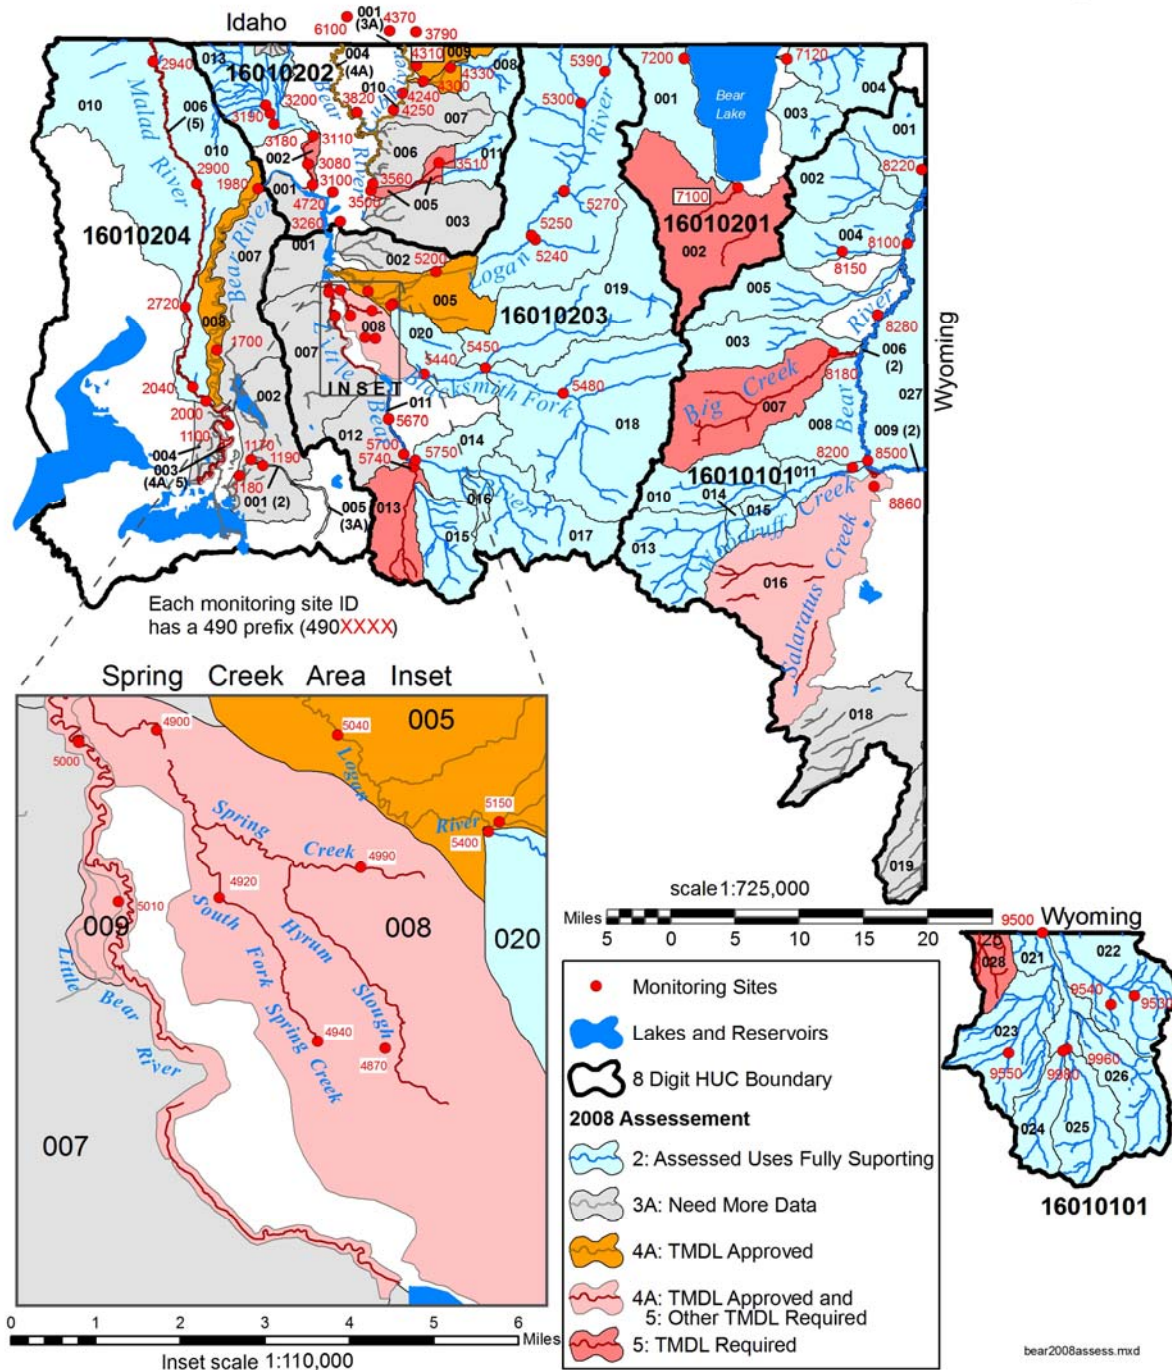 Idaho
001
(3A)
4370
6100
3790
2940
013
16010202
004
(4A)
4310
009
4330
008
5390
7200
7120
001
004
010
006
(5)
Malad
River
3200
3190
3180
Bear
River
3820
010
Cub River
4240
4250
4300
007
5300
River
Bear
Lake
003
001
010
2900
1980
002
3110
3080
3100
001
4720
3260
006
011
3510
3560
3500
005
003
5270
7100
16010201
002
8220
002
004
8100
8150
16010204
007
Bear River
001
002
5200
5250
5240
Logan
019
005
River
2720
008
1700
005
16010203
008
020
5450
5440
8280
003
006
(2)
8180
007
Little
INSET
Blacksmith Fork
5480
Big Creek
007
Bear
027
Wyoming
2040
2000
002
011
Bear
5670
018
008
009 (2)
1100
004
003
(4A, 5)
1170
1190
1180
001 (2)
012
5700
5740
5750
014
16010101
8200
011
8500
8860
005
(3A)
013
016
River
015
017
010
014
015
013
Woodruff Creek
016
Salaratus Creek
018
019
Each monitoring site ID
has a 490 prefix (490XXXX)
Spring Creek Area Inset
005
4900
5040
5000
Logan
River
5150
5400
Spring
Creek
4990
4920
South
Fork
Spring
Creek
Hyrum
Slough
008
020
009
5010
Little
Bear
River
4940
4870
007
0 1 2 3 4 5 6 Miles
Inset scale 1:110,000
scale1:725,000
Miles
5 0 5 10 15 20
9500
Wyoming
028
021
022
9540
9530
023
9550
9960
9980
026
024
025
16010101
Monitoring Sites
Lakes and Reservoirs
8 Digit HUC Boundary
2008 Assessement
2: Assessed Uses Fully Suporting
3A: Need More Data
4A: TMDL Approved
4A: TMDL Approved and
5: Other TMDL Required
5: TMDL Required
bear2008assess.mxd